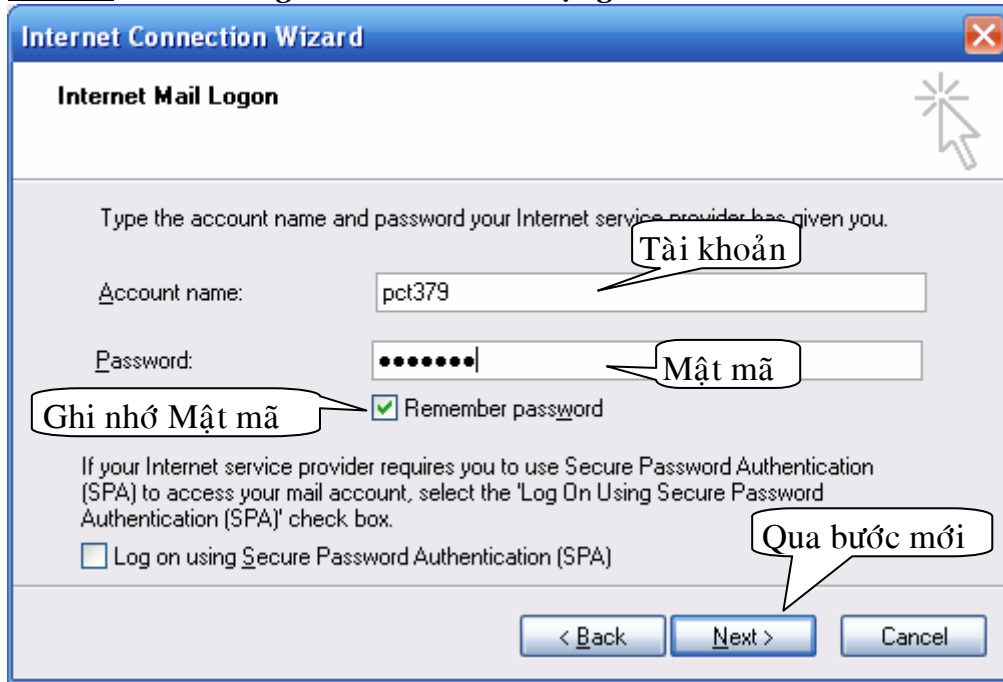 Internet Connection Wizard
Internet Mail Logon
Type the account name and password your Internet service provider has given you.
Tài khoản
Account name:
pct379
Password:
•••••••
Mật mã
Ghi nhớ Mật mã
Remember password
If your Internet service provider requires you to use Secure Password Authentication
(SPA) to access your mail account, select the 'Log On Using Secure Password
Authentication (SPA)' check box.
Qua bước mới
Log on using Secure Password Authentication (SPA)
< Back
Next >
Cancel